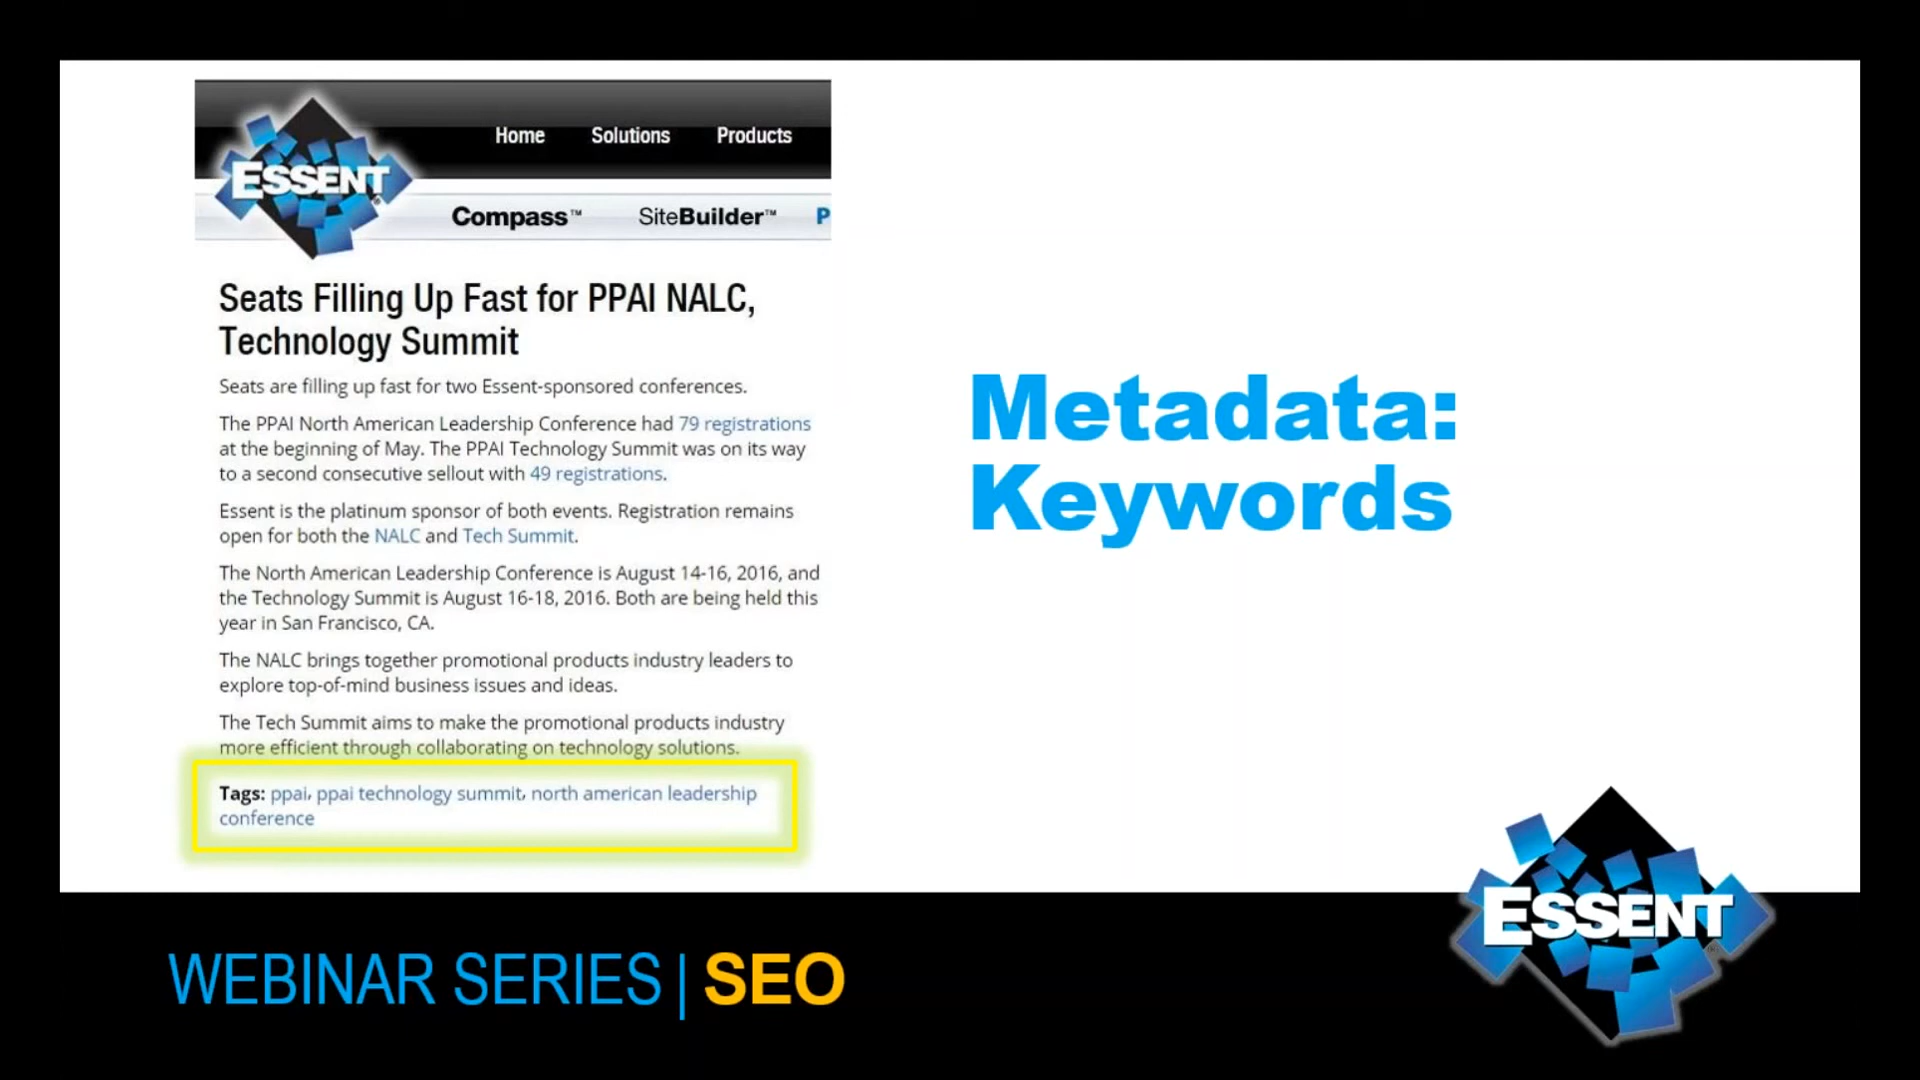 ESSENT
Home Solutions Products
Compass™ SiteBuilder™ P
Seats Filling Up Fast for PPAI NALC,
Technology Summit
Seats are filling up fast for two Essent-sponsored conferences.
The PPAI North American Leadership Conference had 79 registrations
at the beginning of May. The PPAI Technology Summit was on its way
to a second consecutive sellout with 49 registrations.
Essent is the platinum sponsor of both events. Registration remains
open for both the NALC and Tech Summit.
The North American Leadership Conference is August 14-16, 2016, and
the Technology Summit is August 16-18, 2016. Both are being held this
year in San Francisco, CA.
The NALC brings together promotional products industry leaders to
explore top-of-mind business issues and ideas.
The Tech Summit aims to make the promotional products industry
more efficient through collaborating on technology solutions.
Tags: ppai, ppai technology summit, north american leadership
conference
Metadata:
Keywords
WEBINAR SERIES | SEO
ESSENT